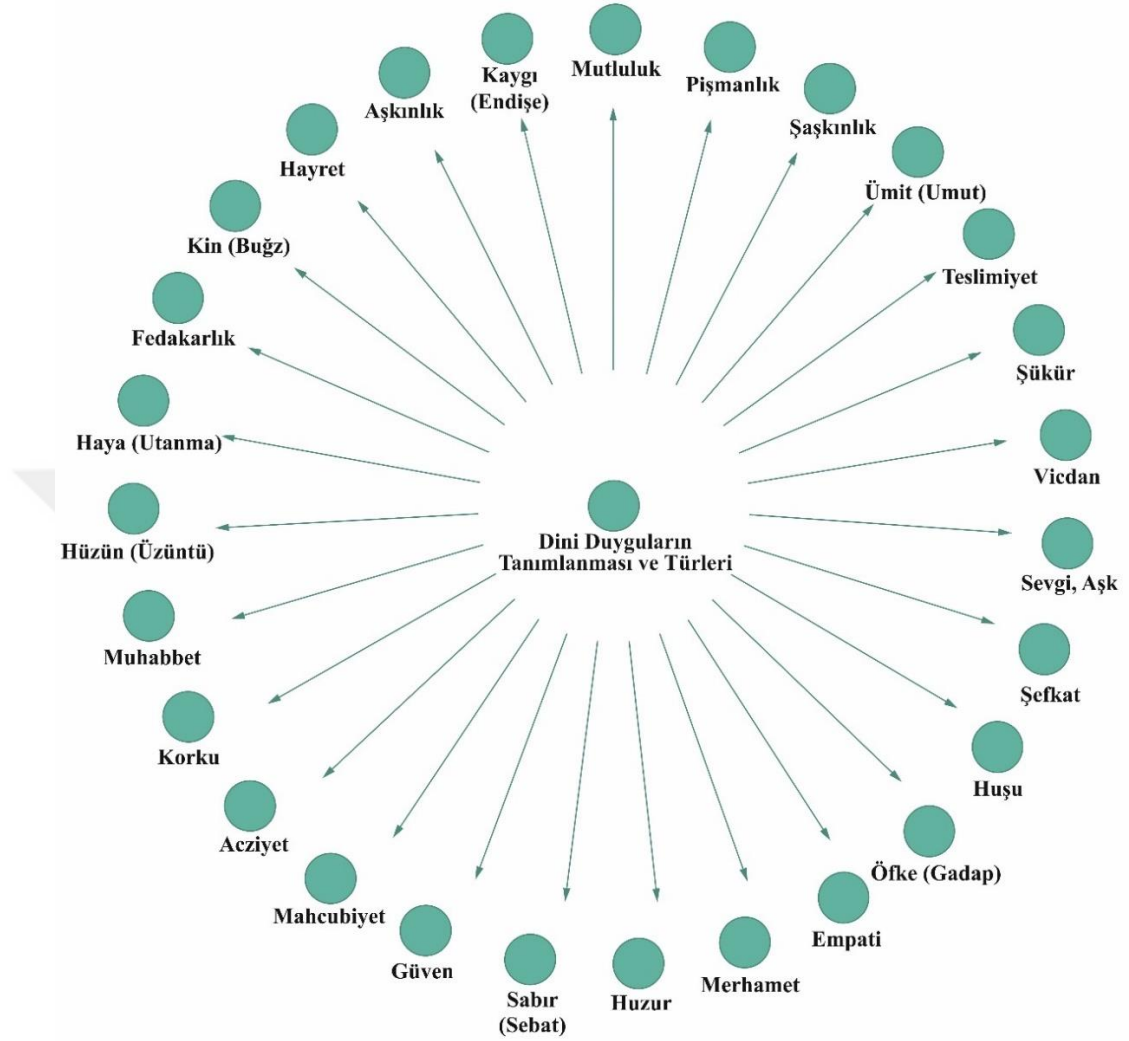 Mutluluk
Pişmanlık
Şaşkınlık
Ümit (Umut)
Teslimiyet
Şükür
Vicdan
Sevgi, Aşk
Şefkat
Huşu
Öfke (Gadap)
Empati
Merhamet
Huzur
Sabır
(Sebat)
Güven
Mahcubiyet
Acziyet
Korku
Muhabbet
Hüzün (Üzüntü)
Haya (Utanma)
Fedakarlık
Kin (Buğz)
Hayret
Aşkınlık
Kaygı
(Endişe)
Dini Duyguların
Tanımlanması ve Türleri